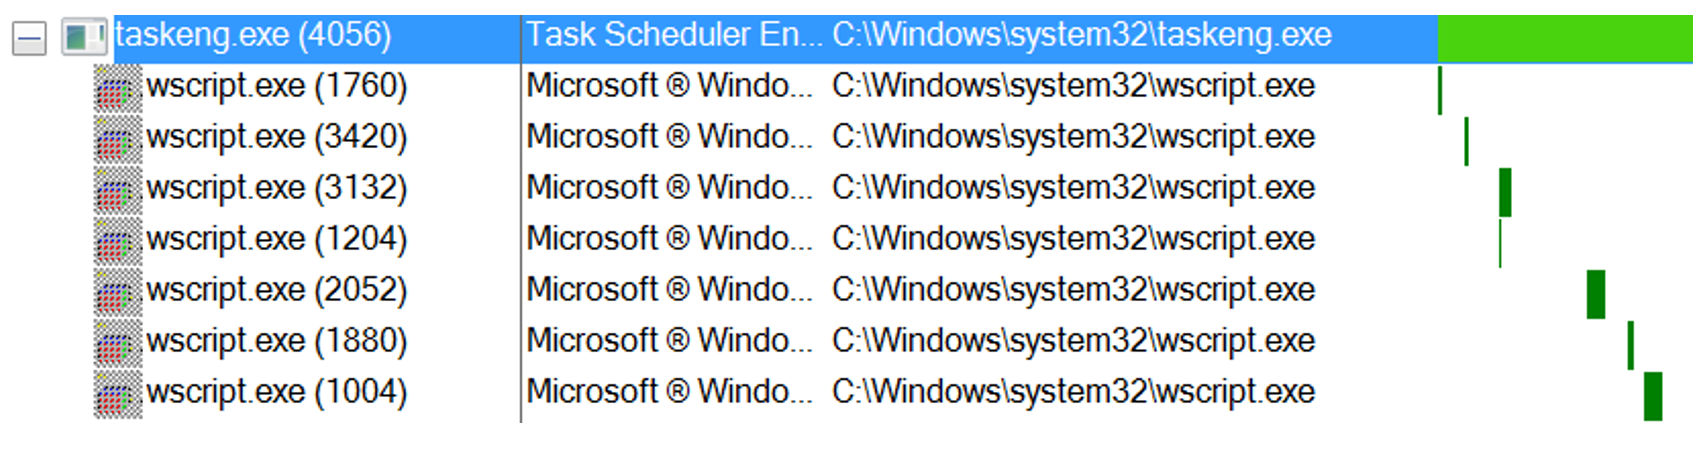 taskeng.exe (4056) Task Scheduler En... C:\Windows\system32\taskeng.exe
wscript.exe (1760) Microsoft ® Windo... C:\Windows\system32\wscript.exe
wscript.exe (3420) Microsoft ® Windo... C:\Windows\system32\wscript.exe
wscript.exe (3132) Microsoft ® Windo... C:\Windows\system32\wscript.exe
wscript.exe (1204) Microsoft ® Windo... C:\Windows\system32\wscript.exe
wscript.exe (2052) Microsoft ® Windo... C:\Windows\system32\wscript.exe
wscript.exe (1880) Microsoft ® Windo... C:\Windows\system32\wscript.exe
wscript.exe (1004) Microsoft ® Windo... C:\Windows\system32\wscript.exe